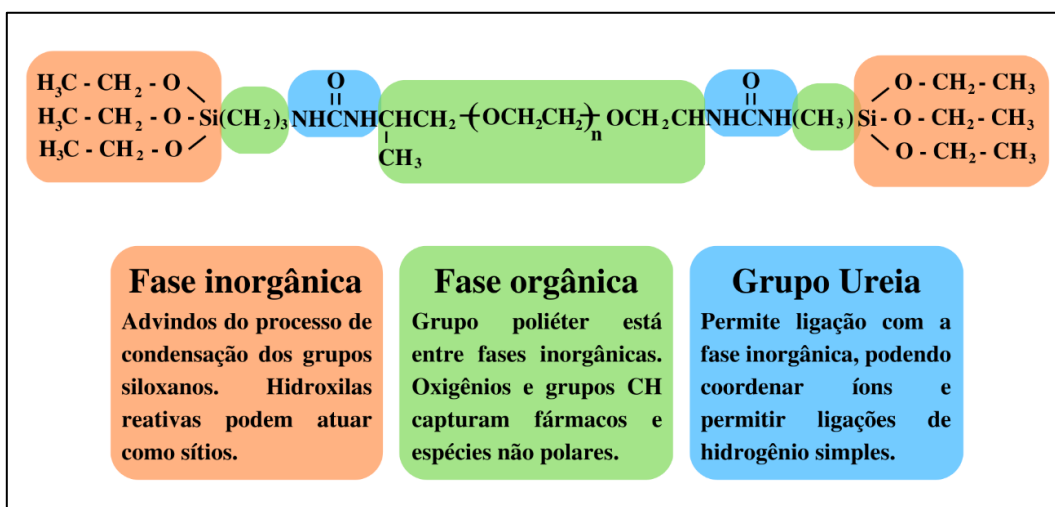 H₃C - CH₂ - O O O O - CH₂ - CH₃
H₃C - CH₂ - O - Si(CH₂)₃NHCNHCHCH₂-(OCH₂CH₂)n OCH₂CHNHCNH(CH₃)Si - O - CH₂ - CH₃
H₃C - CH₂ - O CH₃ O - CH₂ - CH₃
Fase inorgânica
Advindos do processo de
condensação dos grupos
siloxanos. Hidroxilas
reativas podem atuar
como sítios.
Fase orgânica
Grupo poliéter está
entre fases inorgânicas.
Oxigênios e grupos CH
capturam fármacos e
espécies não polares.
Grupo Ureia
Permite ligação com a
fase inorgânica, podendo
coordenar íons e
permitir ligações de
hidrogênio simples.